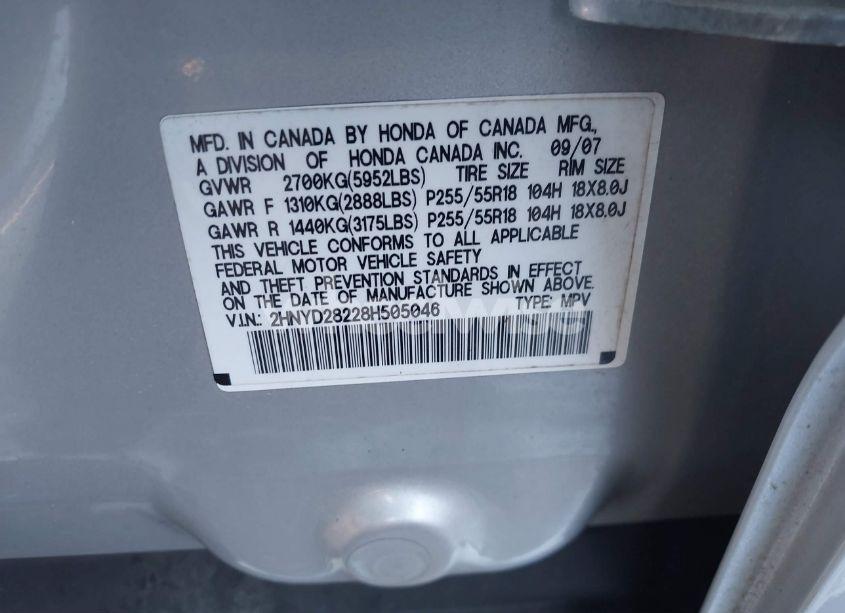 MFD. IN CANADA BY HONDA OF CANADA MFG.,
A DIVISION OF HONDA CANADA INC. 09/07
GVWR 2700KG(5952LBS) TIRE SIZE RIM SIZE
GAWR F 1310KG(2888LBS) P255/55R18 104H 18X8.0J
GAWR R 1440KG(3175LBS) P255/55R18 104H 18X8.0J
THIS VEHICLE CONFORMS TO ALL APPLICABLE
FEDERAL MOTOR VEHICLE SAFETY
AND THEFT PREVENTION STANDARDS IN EFFECT
ON THE DATE OF MANUFACTURE SHOWN ABOVE.
V.I.N.: 2HNYD28228H505046 TYPE: MPV